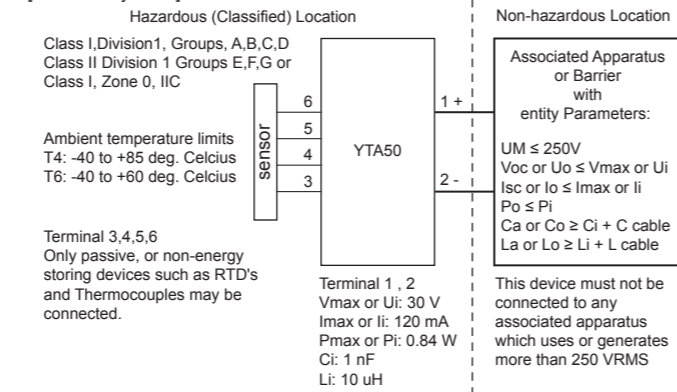 Hazardous (Classified) Location
Non-hazardous Location
Class I,Division1, Groups, A,B,C,D
Class II Division 1 Groups E,F,G or
Class I, Zone 0, IIC
Ambient temperature limits
T4: -40 to +85 deg. Celcius
T6: -40 to +60 deg. Celcius
Terminal 3,4,5,6
Only passive, or non-energy
storing devices such as RTD's
and Thermocouples may be
connected.
sensor
6
5
4
3
YTA50
1 +
2 -
Terminal 1 , 2
Vmax or Ui: 30 V
Imax or Ii: 120 mA
Pmax or Pi: 0.84 W
Ci: 1 nF
Li: 10 uH
Associated Apparatus
or Barrier
with
entity Parameters:
UM ≤ 250V
Voc or Uo ≤ Vmax or Ui
Isc or Io ≤ Imax or Ii
Po ≤ Pi
Ca or Co ≥ Ci + C cable
La or Lo ≥ Li + L cable
This device must not be
connected to any
associated apparatus
which uses or generates
more than 250 VRMS